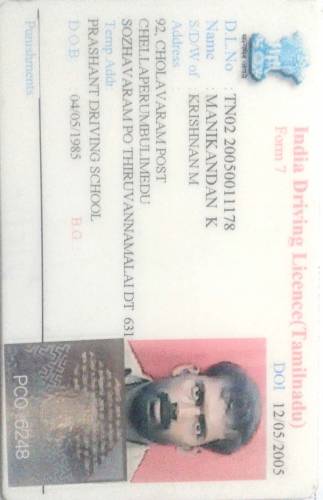 India Driving Licence(Tamilnadu)
Form 7
DOI 12/05/2005
D.L.No : TN02 20050011178
Name : MANIKANDAN K
S/D/W of : KRISHNAN M
Address :
92, CHOLAVARAM POST
CHELLAPERUMBULIMEDU
SOZHAVARAM PO THIRUVANNAMALAI DT 631
Temp Addr
PRASHANT DRIVING SCHOOL
D.O.B 04/05/1985 B.G
Punishments
PCO 6248